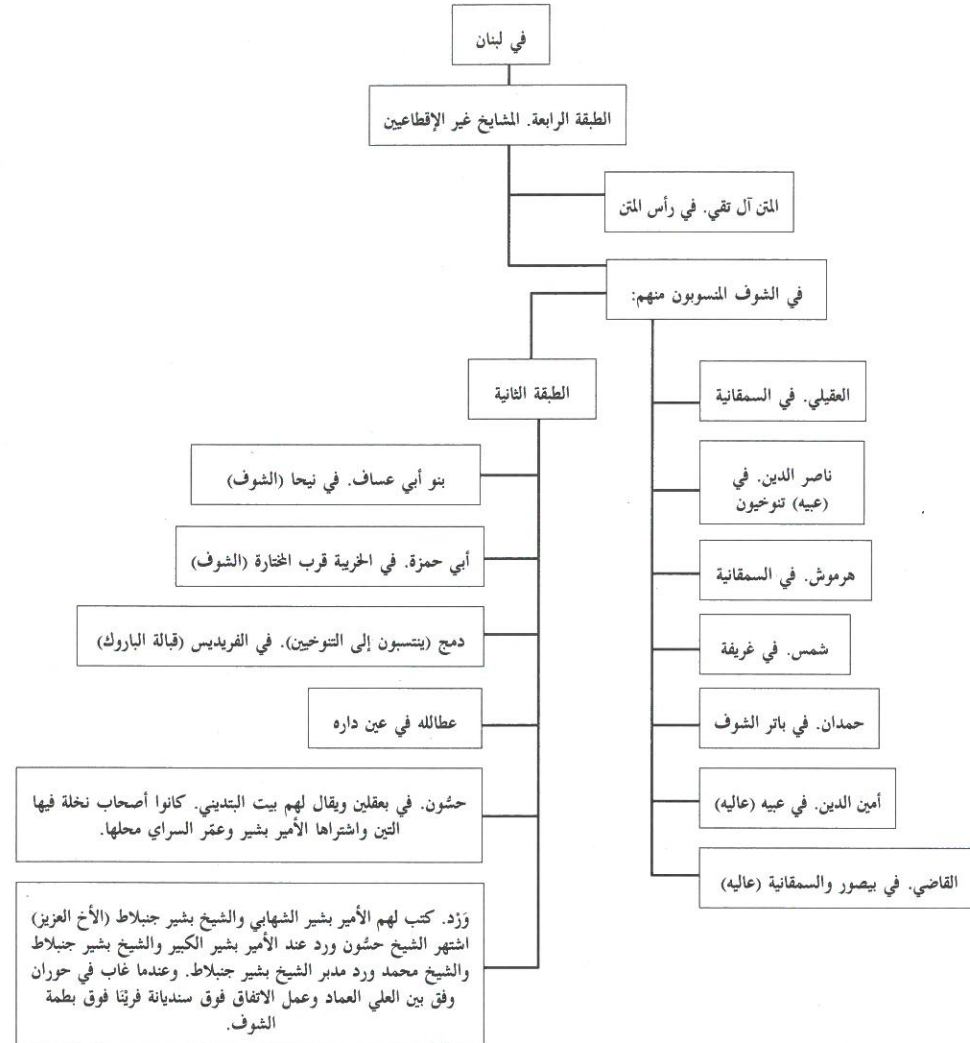 في لبنان
الطبقة الرابعة. المشايخ غير الإقطاعيين
المتن آل تقي. في رأس المتن
في الشوف المنسوبون منهم:
العقيلي. في السمقانية
ناصر الدين. في
(عبيه) تنوخيون
هرموش. في السمقانية
شمس. في غريفة
حمدان. في باتر الشوف
أمين الدين. في عبيه (عاليه)
القاضي. في بيصور والسمقانية (عاليه)
الطبقة الثانية
بنو أبي عساف. في نيحا (الشوف)
أبي حمزة. في الخريبة قرب المختارة (الشوف)
دمج (ينتسبون إلى التنوخيين). في الفريديس (قبالة الباروك)
عطالله في عين داره
حسّون. في بعقلين ويقال لهم بيت البتديني. كانوا أصحاب نخلة فيها
التين واشتراها الأمير بشير وعمّر السراي محلها.
وَرْد. كتب لهم الأمير بشير الشهابي والشيخ بشير جنبلاط (الأخ العزيز)
اشتهر الشيخ حسّون ورد عند الأمير بشير الكبير والشيخ بشير جنبلاط
والشيخ محمد ورد مدبر الشيخ بشير جنبلاط. وعندما غاب في حوران
وفق بين العلي العماد وعمل الاتفاق فوق سنديانة فريْنَا فوق بطمة
الشوف.